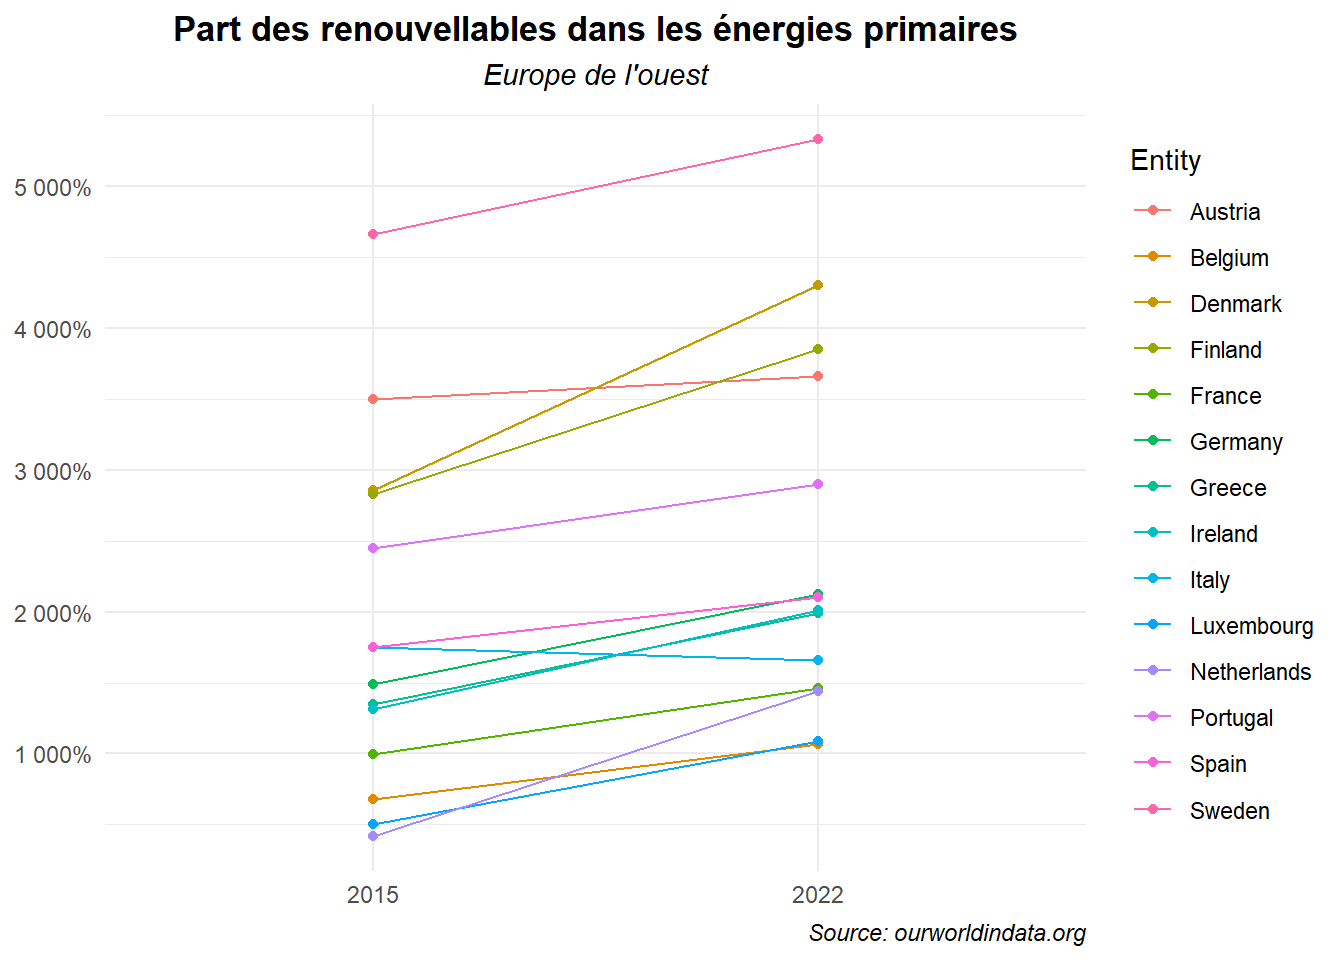 Part des renouvellables dans les énergies primaires
Europe de l'ouest
5 000%
4 000%
3 000%
2 000%
1 000%
2015
2022
Entity
Austria
Belgium
Denmark
Finland
France
Germany
Greece
Ireland
Italy
Luxembourg
Netherlands
Portugal
Spain
Sweden
Source: ourworldindata.org